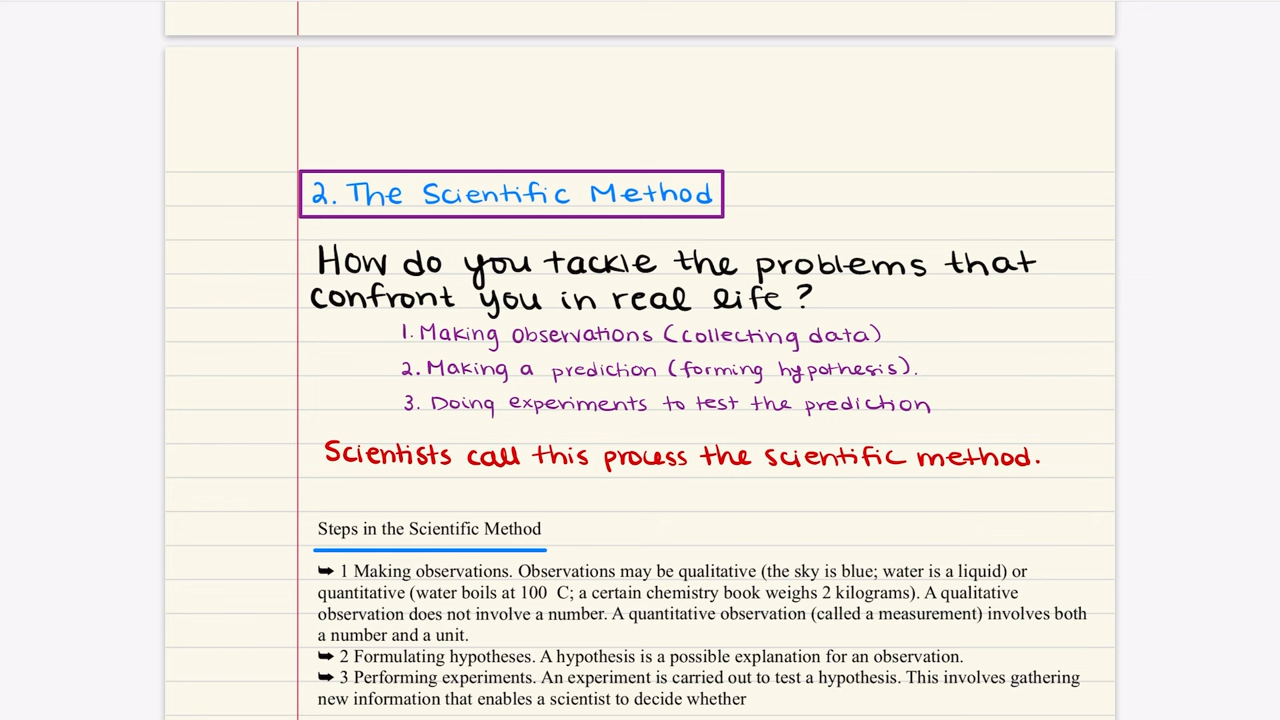 2. The Scientific Method
How do you tackle the problems that
confront you in real life?
1. Making observations (collecting data)
2. Making a prediction (forming hypothesis).
3. Doing experiments to test the prediction
Scientists call this process the scientific method.
Steps in the Scientific Method
➥ 1 Making observations. Observations may be qualitative (the sky is blue; water is a liquid) or
quantitative (water boils at 100 C; a certain chemistry book weighs 2 kilograms). A qualitative
observation does not involve a number. A quantitative observation (called a measurement) involves both
a number and a unit.
➥ 2 Formulating hypotheses. A hypothesis is a possible explanation for an observation.
➥ 3 Performing experiments. An experiment is carried out to test a hypothesis. This involves gathering
new information that enables a scientist to decide whether